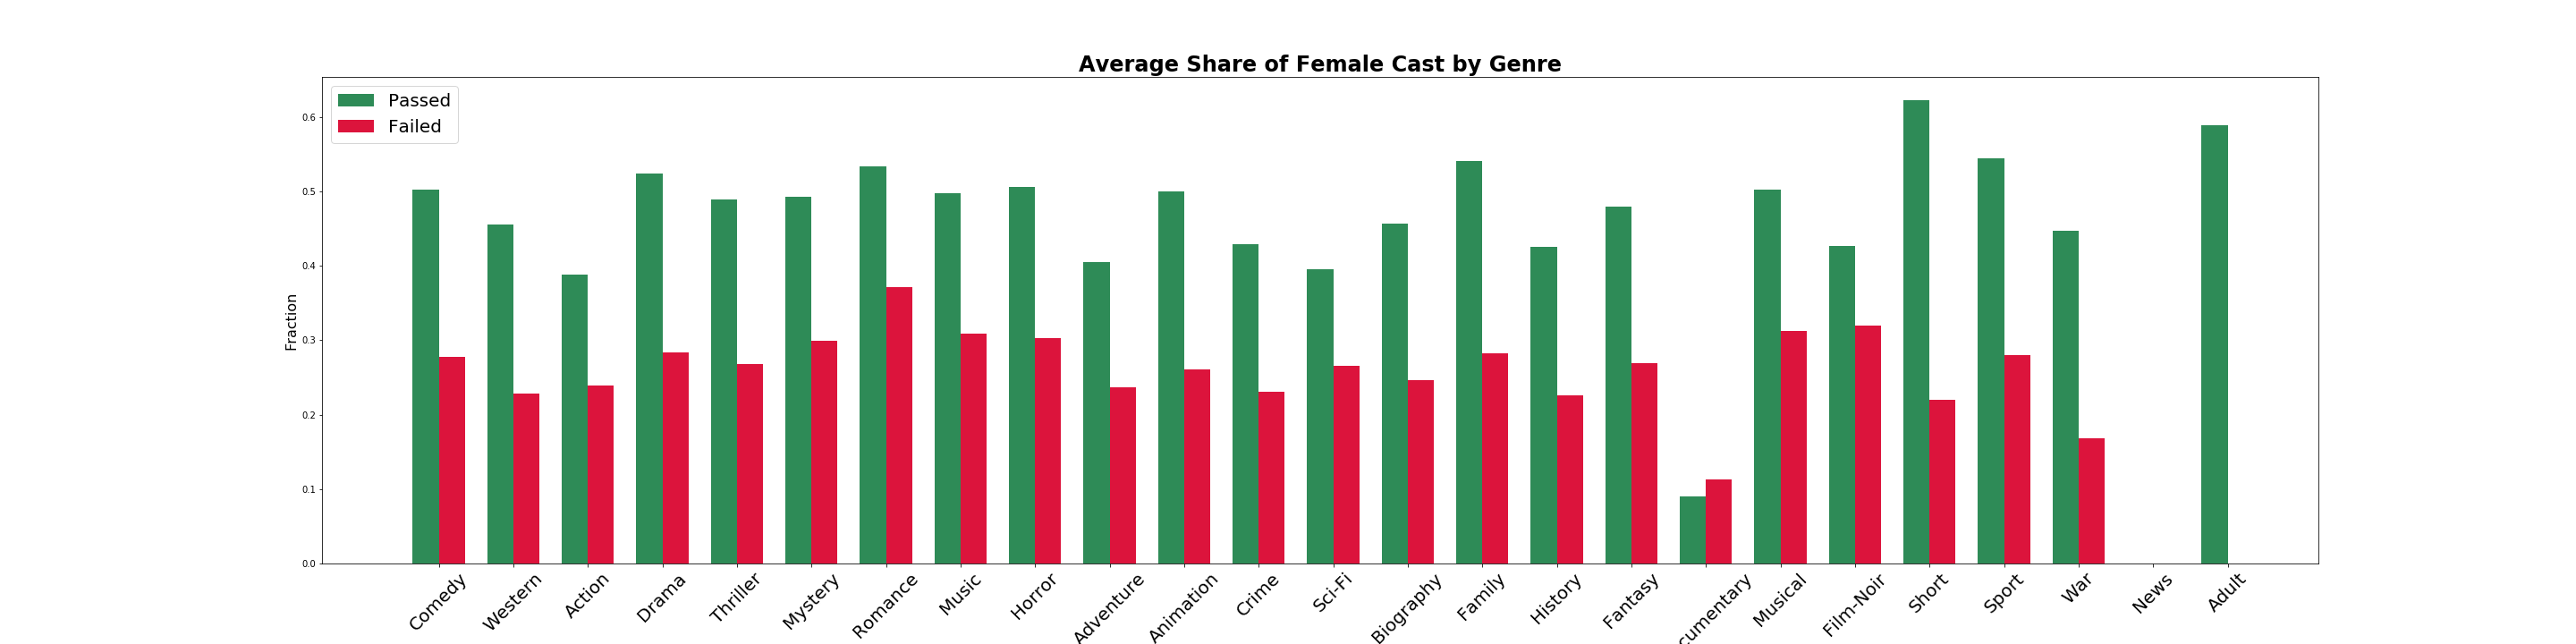 Average Share of Female Cast by Genre
Passed
Failed
Fraction
0.6
0.5
0.4
0.3
0.2
0.1
0.0
Comedy
Western
Action
Drama
Thriller
Mystery
Romance
Music
Horror
Adventure
Animation
Crime
Sci-Fi
Biography
Family
History
Fantasy
cumentary
Musical
Film-Noir
Short
Sport
War
News
Adult